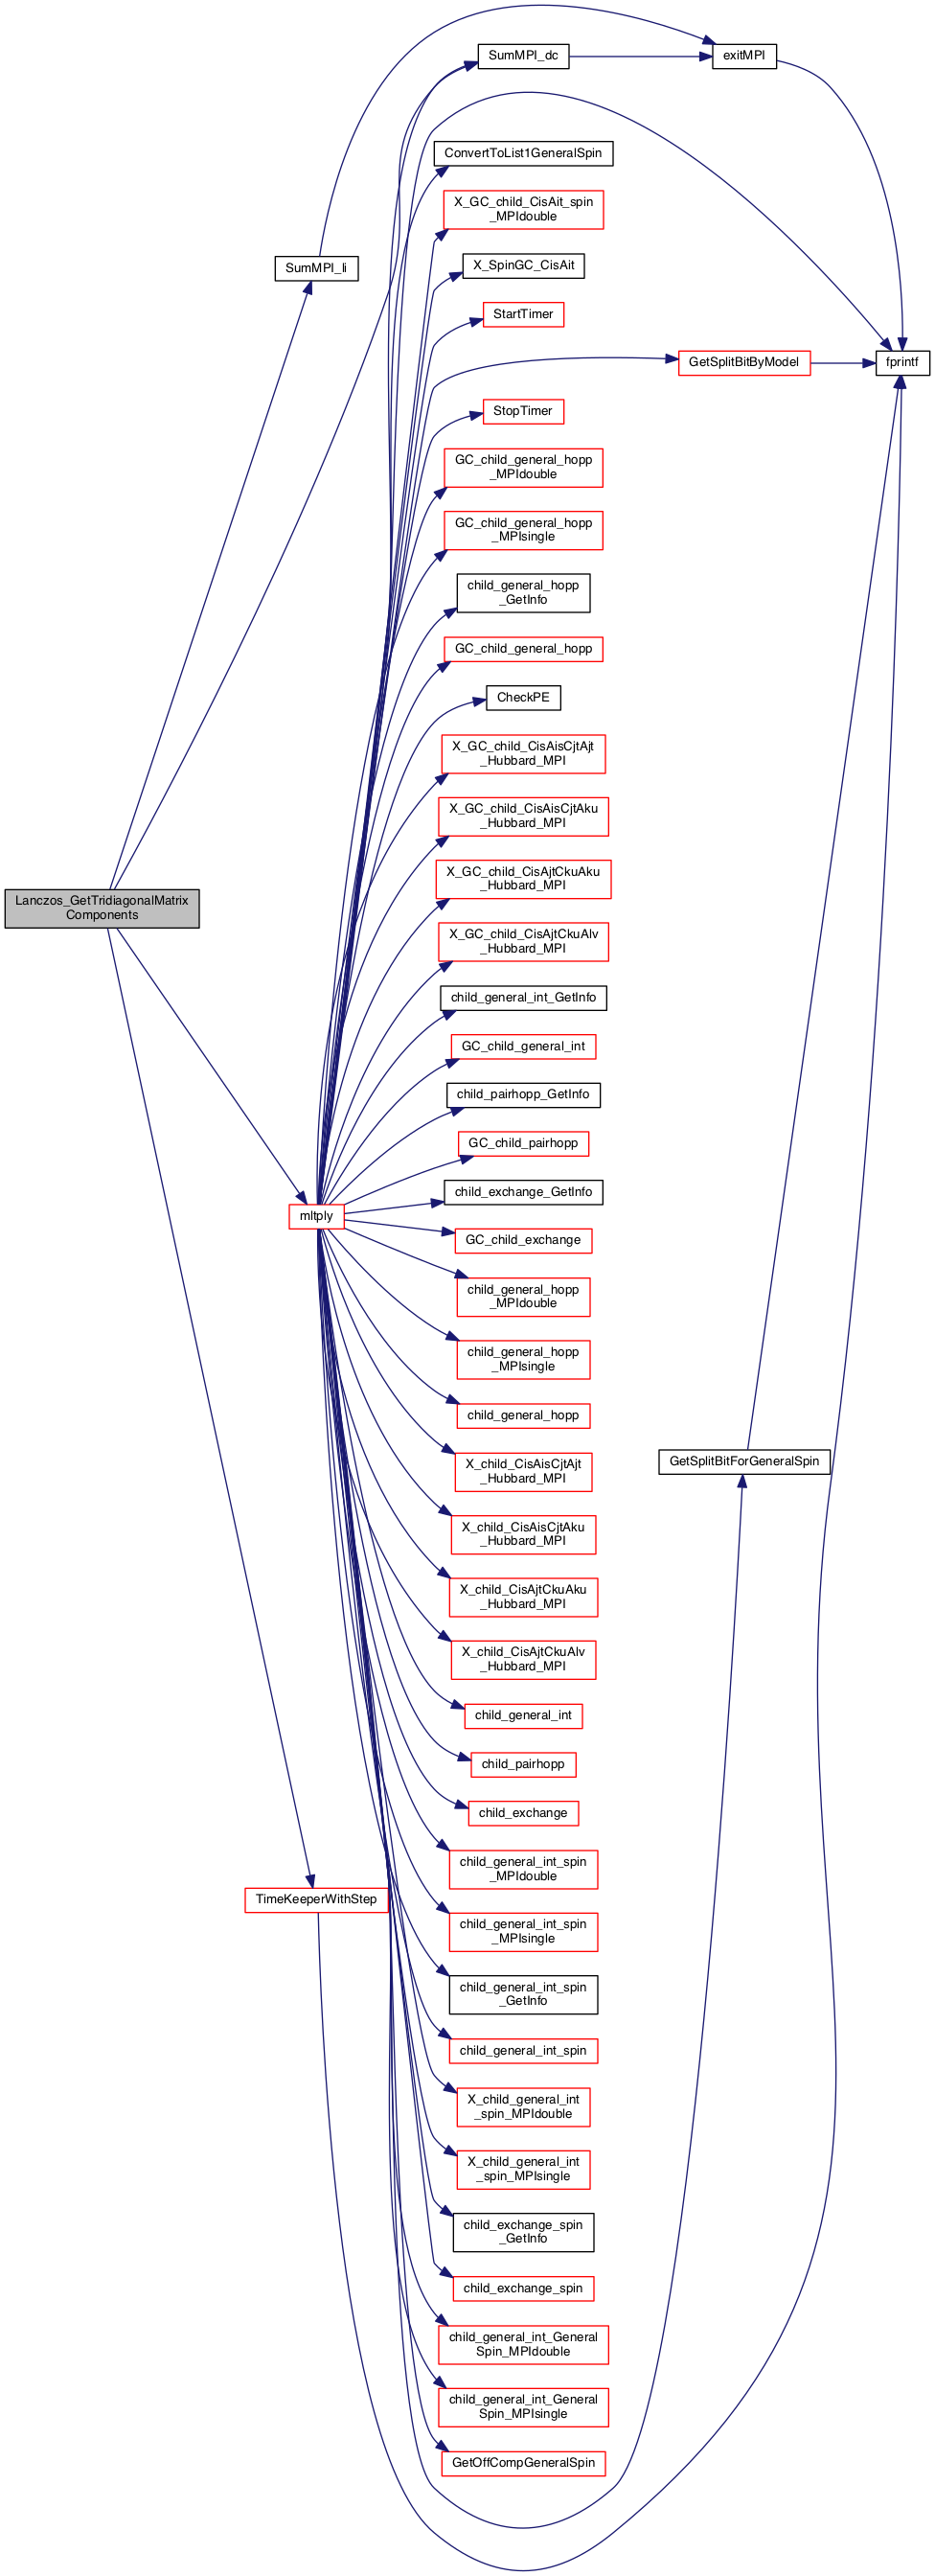 SumMPI_dc
exitMPI
ConvertToList1GeneralSpin
X_GC_child_CisAit_spin
_MPIdouble
X_SpinGC_CisAit
SumMPI_li
StartTimer
GetSplitBitByModel
fprintf
StopTimer
GC_child_general_hopp
_MPIdouble
GC_child_general_hopp
_MPIsingle
child_general_hopp
_GetInfo
GC_child_general_hopp
CheckPE
X_GC_child_CisAisCjtAjt
_Hubbard_MPI
X_GC_child_CisAisCjtAku
_Hubbard_MPI
X_GC_child_CisAjtCkuAku
_Hubbard_MPI
Lanczos_GetTridiagonalMatrix
Components
X_GC_child_CisAjtCkuAlv
_Hubbard_MPI
child_general_int_GetInfo
GC_child_general_int
child_pairhopp_GetInfo
GC_child_pairhopp
child_exchange_GetInfo
mltply
GC_child_exchange
child_general_hopp
_MPIdouble
child_general_hopp
_MPIsingle
child_general_hopp
X_child_CisAisCjtAjt
_Hubbard_MPI
GetSplitBitForGeneralSpin
X_child_CisAisCjtAku
_Hubbard_MPI
X_child_CisAjtCkuAku
_Hubbard_MPI
X_child_CisAjtCkuAlv
_Hubbard_MPI
child_general_int
child_pairhopp
child_exchange
child_general_int_spin
_MPIdouble
TimeKeeperWithStep
child_general_int_spin
_MPIsingle
child_general_int_spin
_GetInfo
child_general_int_spin
X_child_general_int
_spin_MPIdouble
X_child_general_int
_spin_MPIsingle
child_exchange_spin
_GetInfo
child_exchange_spin
child_general_int_General
Spin_MPIdouble
child_general_int_General
Spin_MPIsingle
GetOffCompGeneralSpin